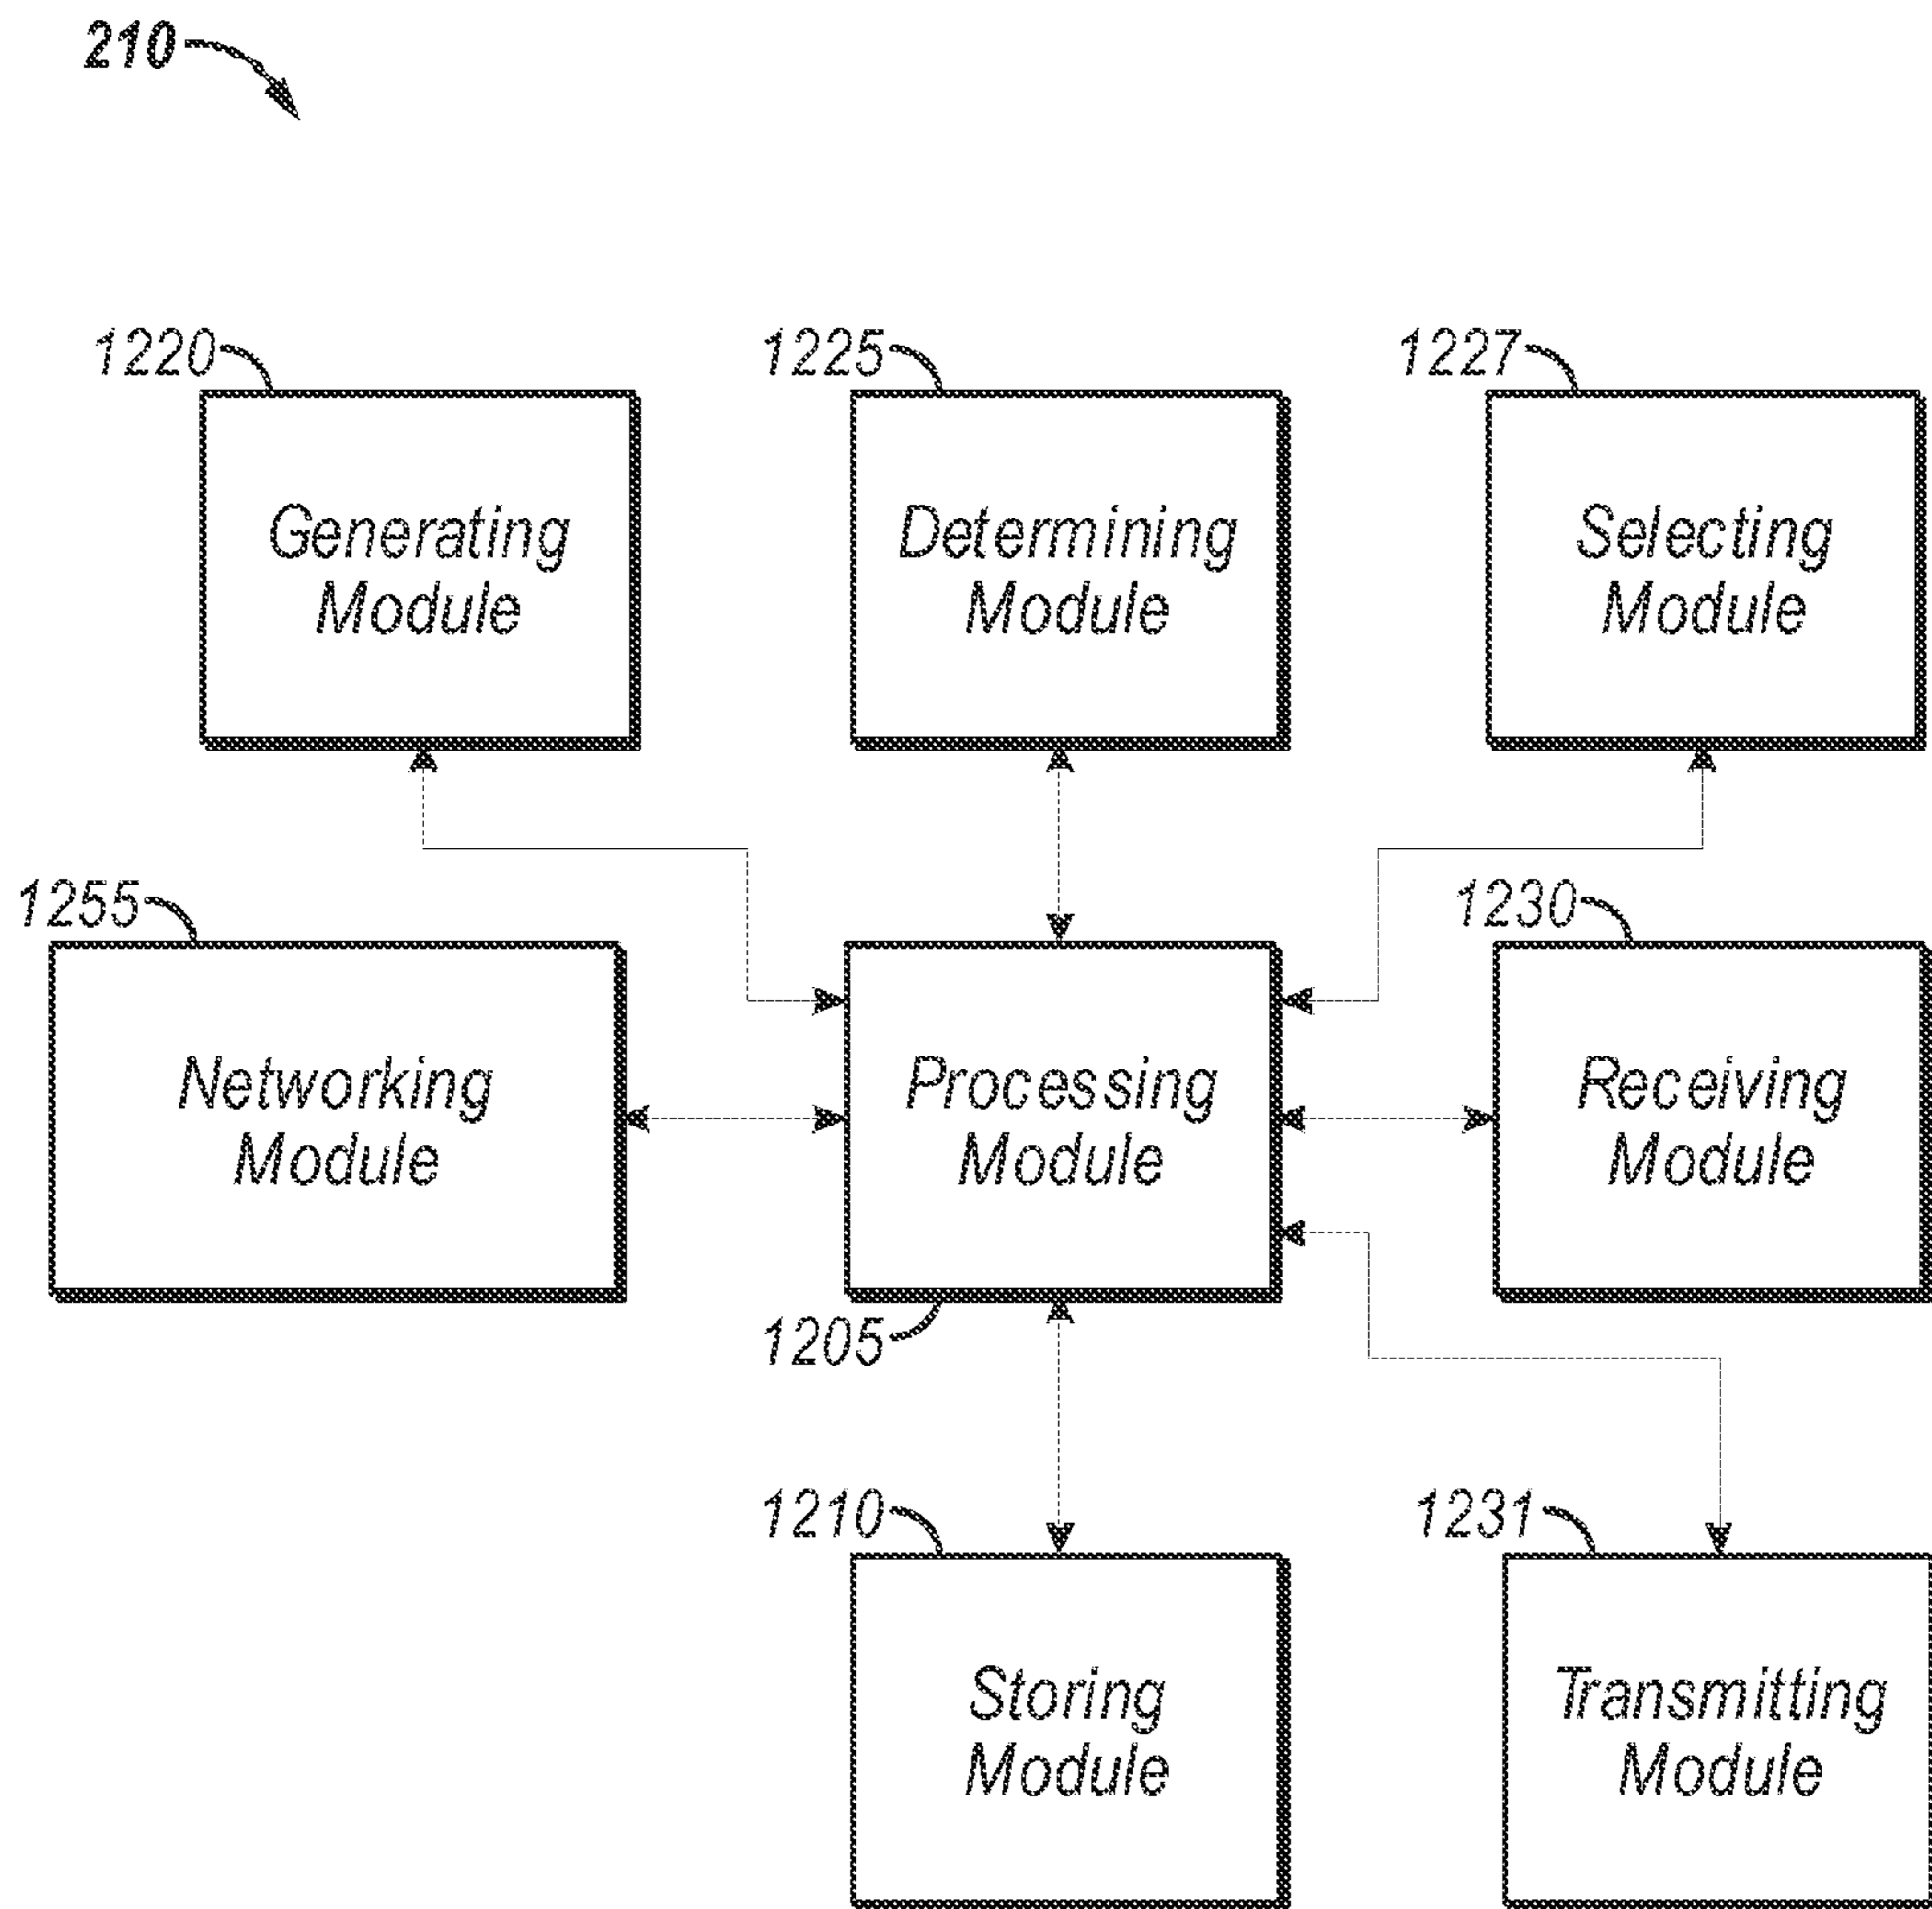 210
1220
1225
1227
Generating
Module
Determining
Module
Selecting
Module
1255
1230
Networking
Module
Processing
Module
Receiving
Module
1205
1210
1231
Storing
Module
Transmitting
Module